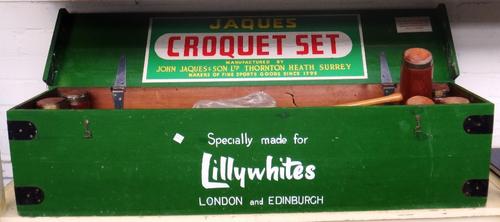 JAQUES
CROQUET SET
MANUFACTURED BY
JOHN JAQUES & SON LTD THORNTON HEATH SURREY
MAKERS OF FINE SPORTS GOODS SINCE 1795
Specially made for
Lillywhites
LONDON and EDINBURGH